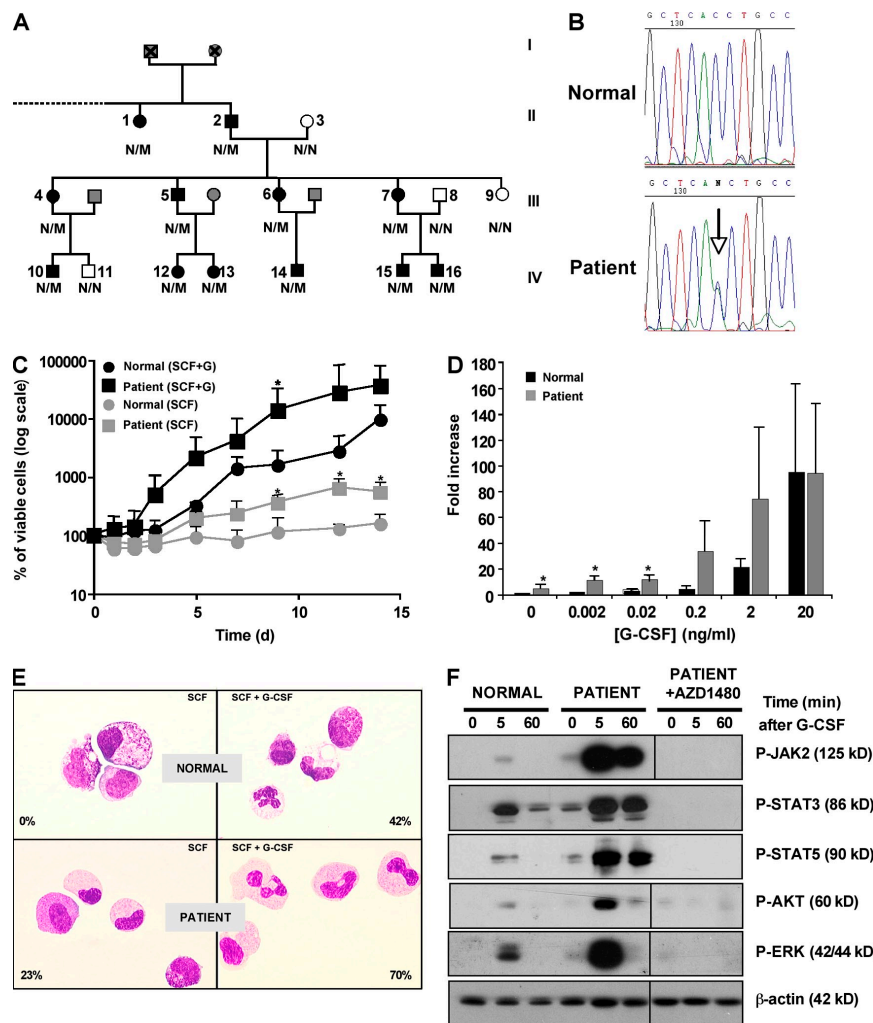 A
I
II
1
2
3
N/M
N/M
N/N
4
5
6
7
8
9
III
N/M
N/M
N/M
N/M
N/N
N/N
10
11
12
13
14
15
16
IV
N/M
N/N
N/M
N/M
N/M
N/M
N/M
B
G C T C A C C T G C C
130
Normal
G C T C A N C T G C C
130
Patient
C
% of viable cells (log scale)
100000
10000
1000
100
10
0
5
10
15
Time (d)
Normal (SCF+G)
Patient (SCF+G)
Normal (SCF)
Patient (SCF)
*
*
*
*
D
Fold increase
180
160
140
120
100
80
60
40
20
0
Normal
Patient
*
*
*
0
0.002
0.02
0.2
2
20
[G-CSF] (ng/ml)
E
SCF
SCF + G-CSF
NORMAL
0%
42%
SCF
SCF + G-CSF
PATIENT
23%
70%
F
NORMAL
PATIENT
PATIENT
+AZD1480
Time (min)
after G-CSF
0 5 60
0 5 60
0 5 60
P-JAK2 (125 kD)
P-STAT3 (86 kD)
P-STAT5 (90 kD)
P-AKT (60 kD)
P-ERK (42/44 kD
β-actin (42 kD)